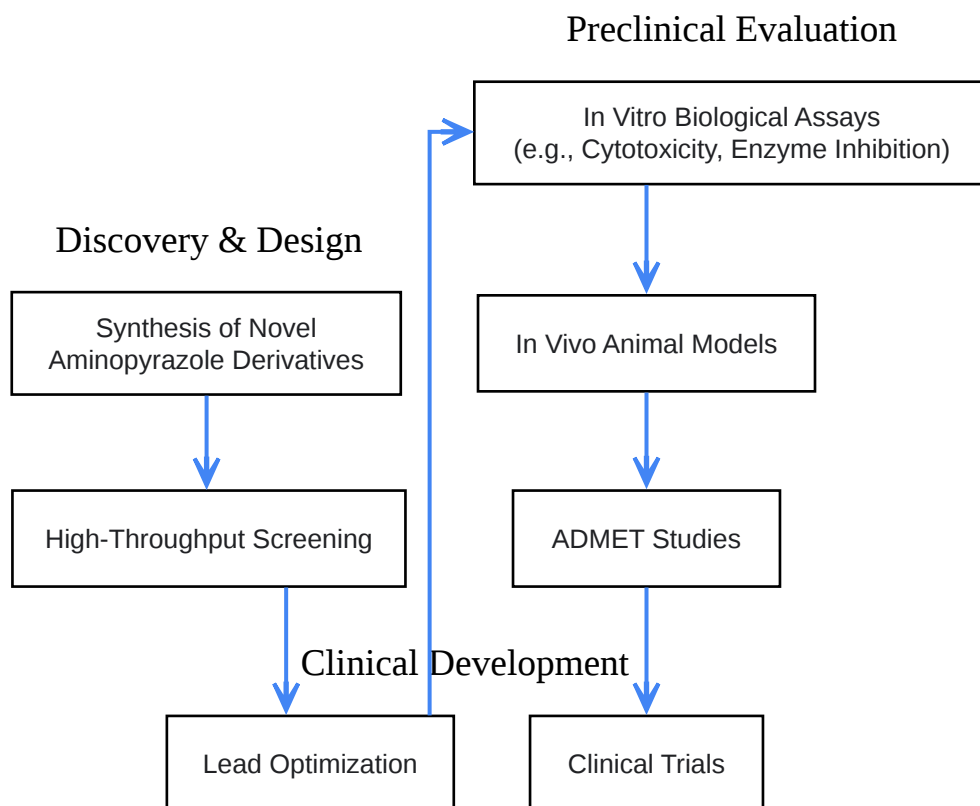 Preclinical Evaluation
In Vitro Biological Assays
(e.g., Cytotoxicity, Enzyme Inhibition)
Discovery & Design
Synthesis of Novel
Aminopyrazole Derivatives
In Vivo Animal Models
High-Throughput Screening
ADMET Studies
Clinical Development
Lead Optimization
Clinical Trials